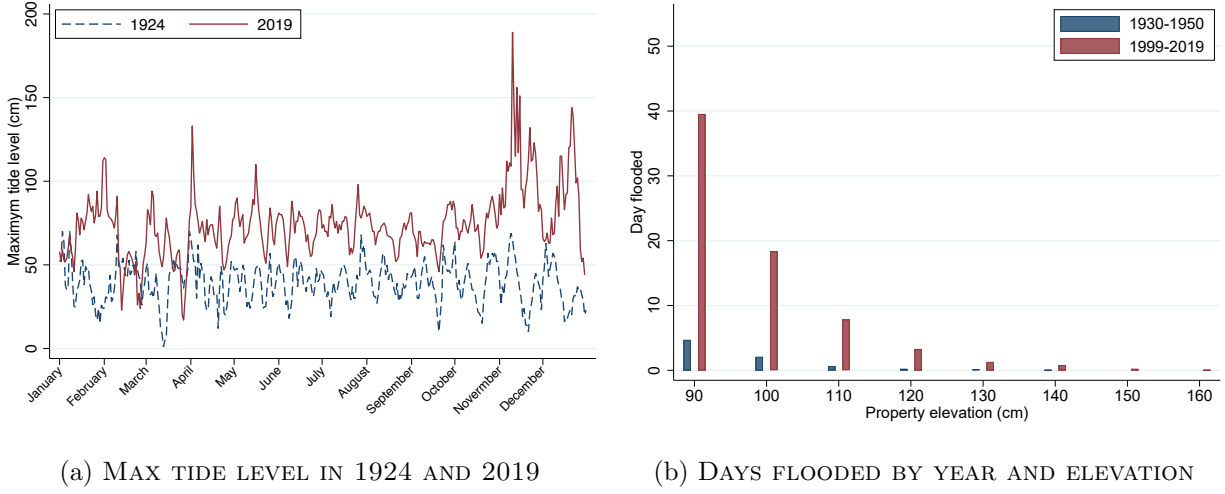 1924 2019
Maximym tide level (cm)
200
150
100
50
0
January February March April May June July August September October Novermber December
(a) Max tide level in 1924 and 2019
1930-1950
1999-2019
Day flooded
50
40
30
20
10
0
90 100 110 120 130 140 150 160
Property elevation (cm)
(b) Days flooded by year and elevation